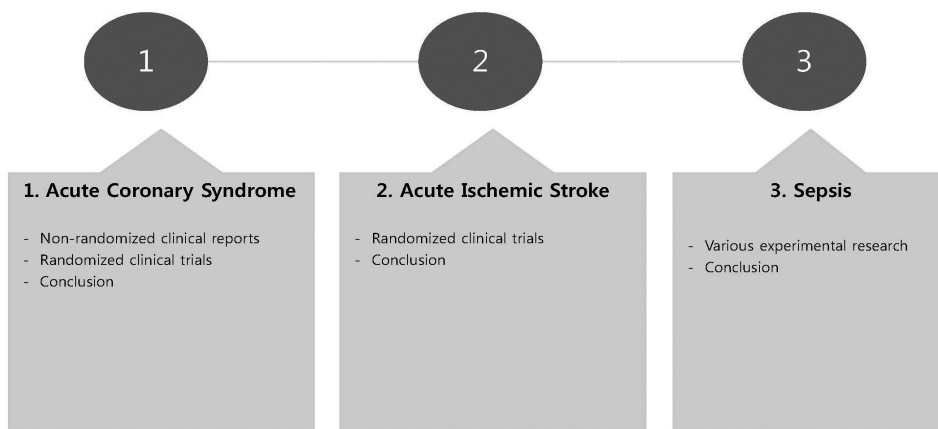 1
2
3
1. Acute Coronary Syndrome
- Non-randomized clinical reports
- Randomized clinical trials
- Conclusion
2. Acute Ischemic Stroke
- Randomized clinical trials
- Conclusion
3. Sepsis
- Various experimental research
- Conclusion